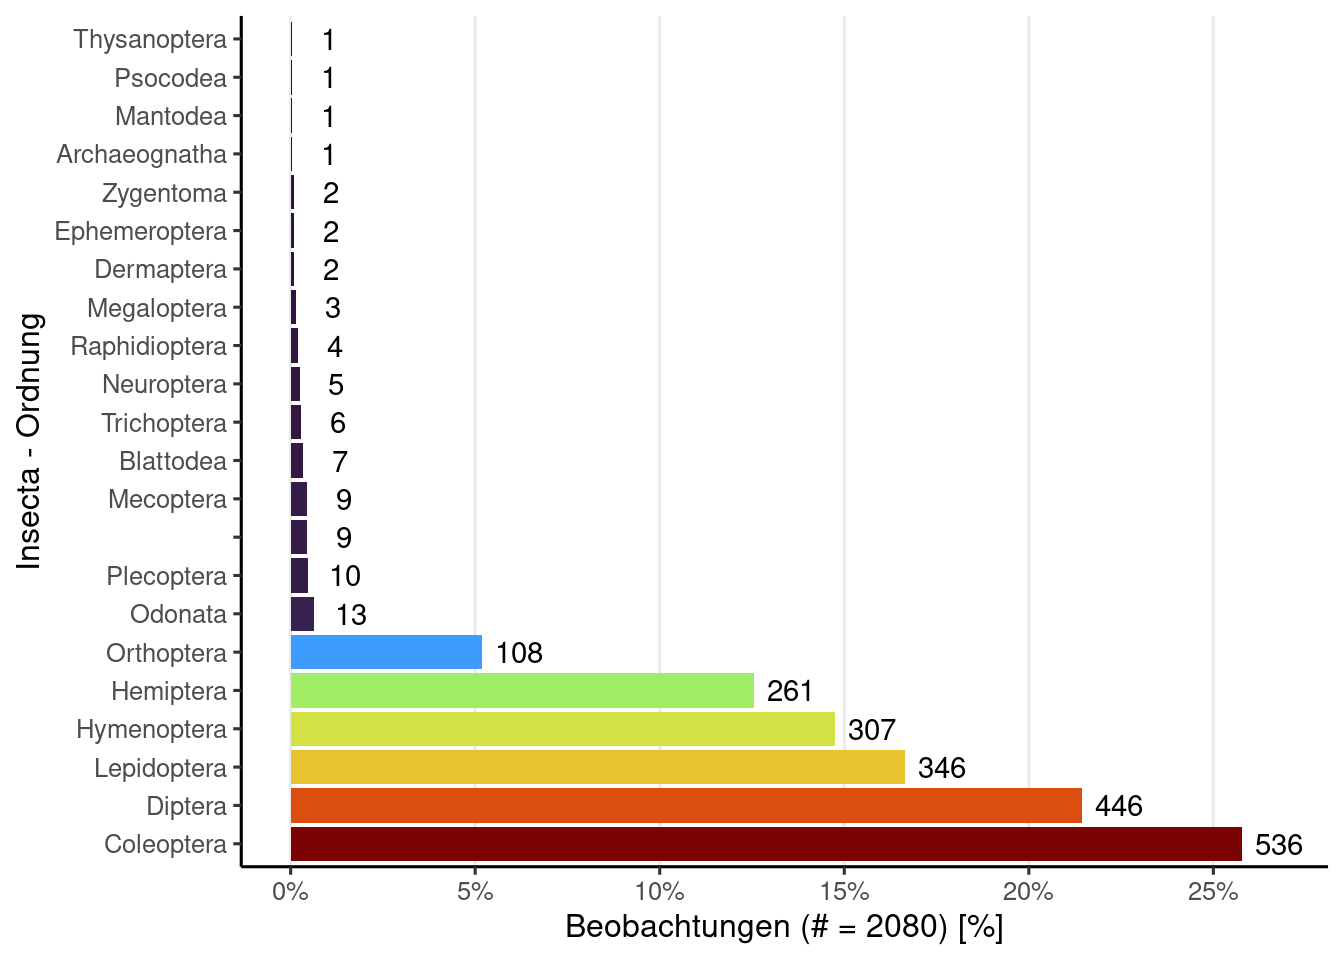 Insecta - Ordnung
Thysanoptera 1
Psocodea 1
Mantodea 1
Archaeognatha 1
Zygentoma 2
Ephemeroptera 2
Dermaptera 2
Megaloptera 3
Raphidioptera 4
Neuroptera 5
Trichoptera 6
Blattodea 7
Mecoptera 9
9
Plecoptera 10
Odonata 13
Orthoptera 108
Hemiptera 261
Hymenoptera 307
Lepidoptera 346
Diptera 446
Coleoptera 536
0% 5% 10% 15% 20% 25%
Beobachtungen (# = 2080) [%]